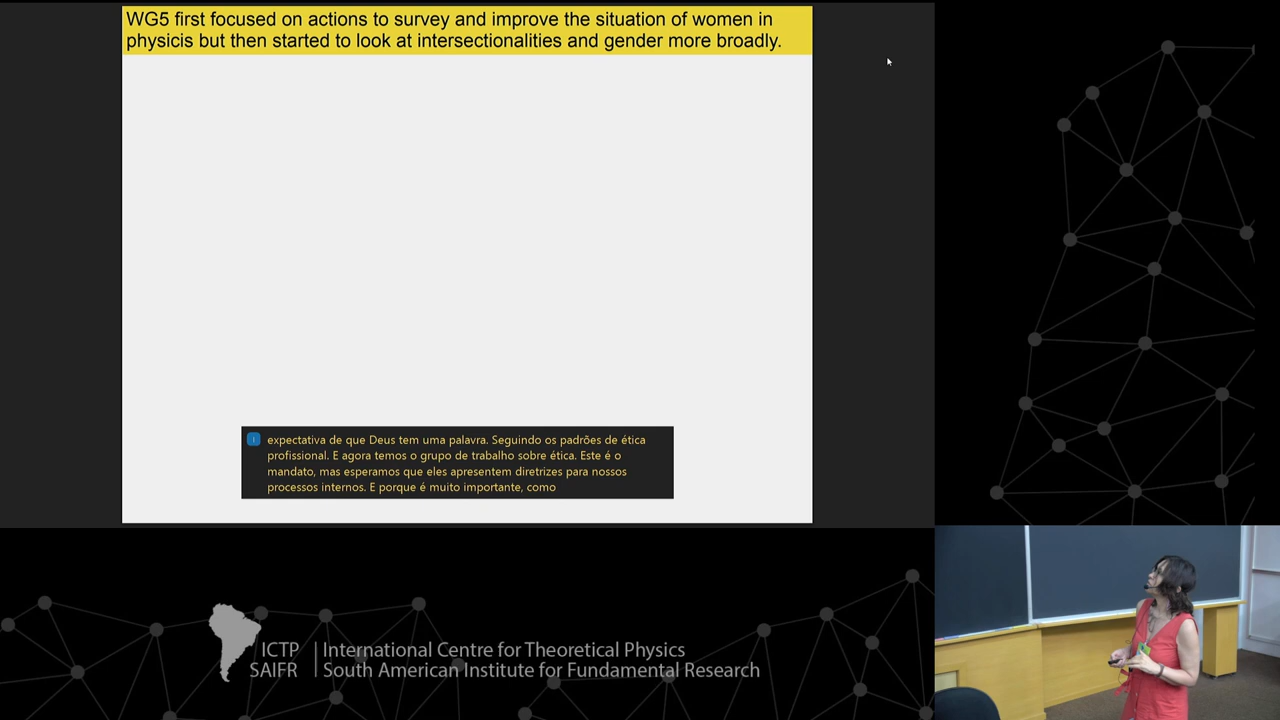 WG5 first focused on actions to survey and improve the situation of women in
physicis but then started to look at intersectionalities and gender more broadly.
expectativa de que Deus tem uma palavra. Seguindo os padrões de ética
profissional. E agora temos o grupo de trabalho sobre ética. Este é o
mandato, mas esperamos que eles apresentem diretrizes para nossos
processos internos. E porque é muito importante, como
ICTP
SAIFR
International Centre for Theoretical Physics
South American Institute for Fundamental Research